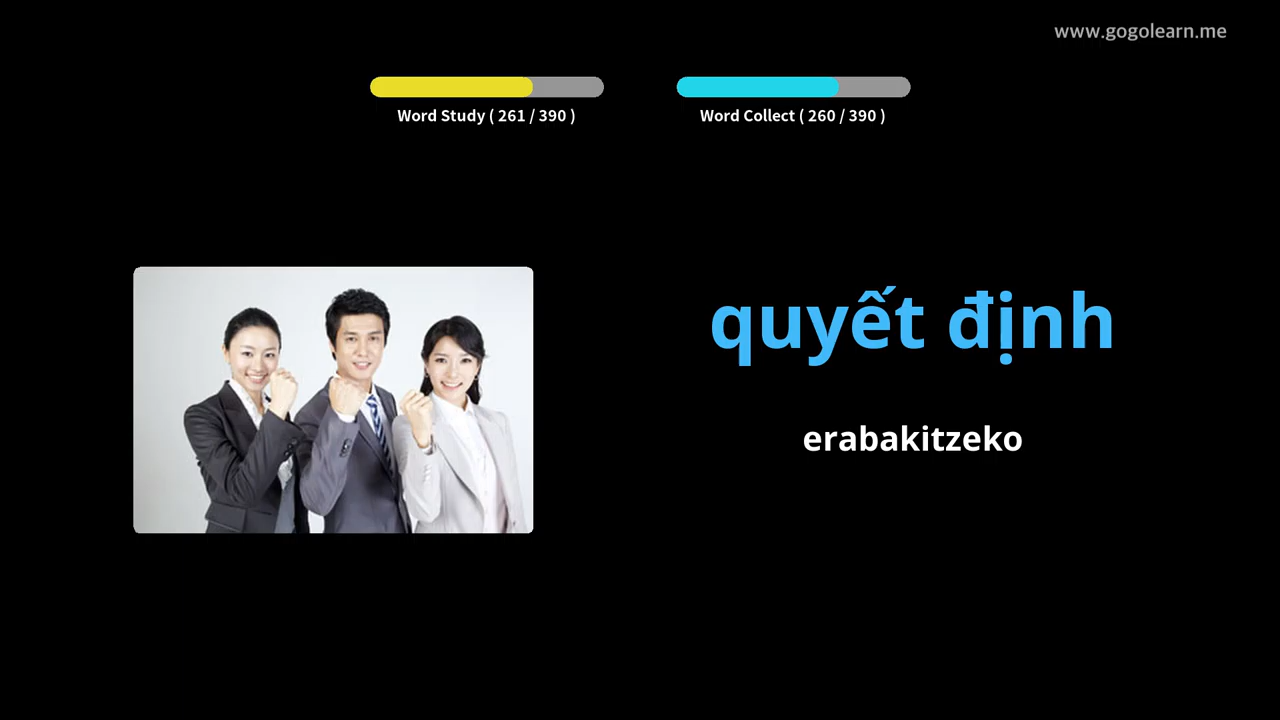 www.gogolearn.me
Word Study ( 261 / 390 )
Word Collect ( 260 / 390 )
quyết định
erabakitzeko